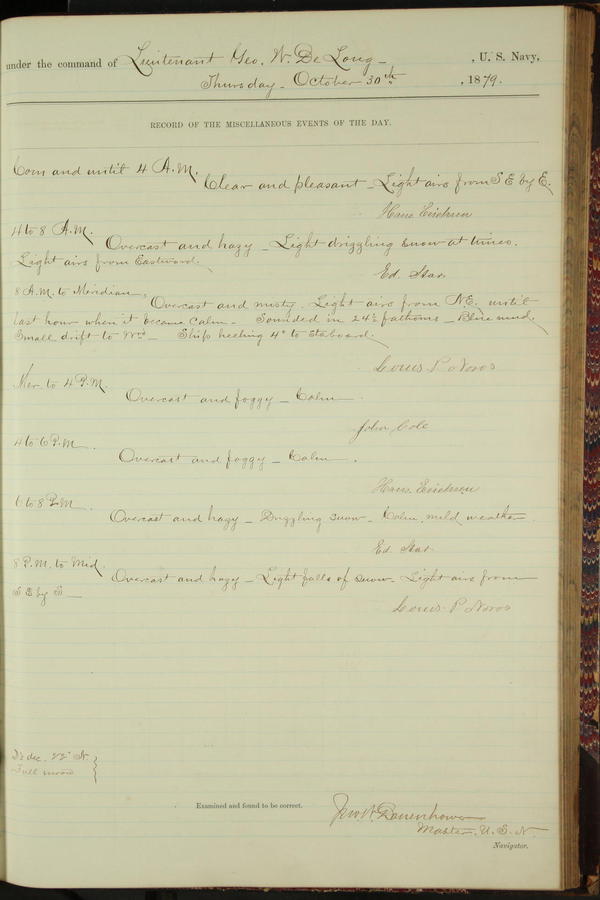 under the command of Lieutenant Geo. W. De Long , U. S. Navy,
Thursday - October 30th , 1879.
RECORD OF THE MISCELLANEOUS EVENTS OF THE DAY.
Com and until 4 A.M.
Clear and pleasant - Light airs from S E by E.
Hans Erichsen
4 to 8 A.M.
Overcast and hazy - Light drizzling snow at times.
Light airs from Eastward.
Ed. Star.
8 A.M. to Meridian
Overcast and misty. Light airs from NE. until
last hour when it became calm - Sounded in 24½ fathoms - Blue mud.
Small drift to Wrd - Ship heeling 4° to Starboard.
Louis P. Noros
Mer. to 4 P.M.
Overcast and foggy - Calm
John Cole
4 to 6 P.M.
Overcast and foggy - Calm.
Hans Erichsen
6 to 8 P.M.
Overcast and hazy - Drizzling snow - Calm, mild weather
Ed. Star.
8 P.M. to Mid.
Overcast and hazy - Light falls of snow. Light airs from
S E by S
Louis P. Noros
dec. 22° N.
Full moon
Examined and found to be correct.
Jno. W. Danenhower
Master, U.S.N.
Navigator.